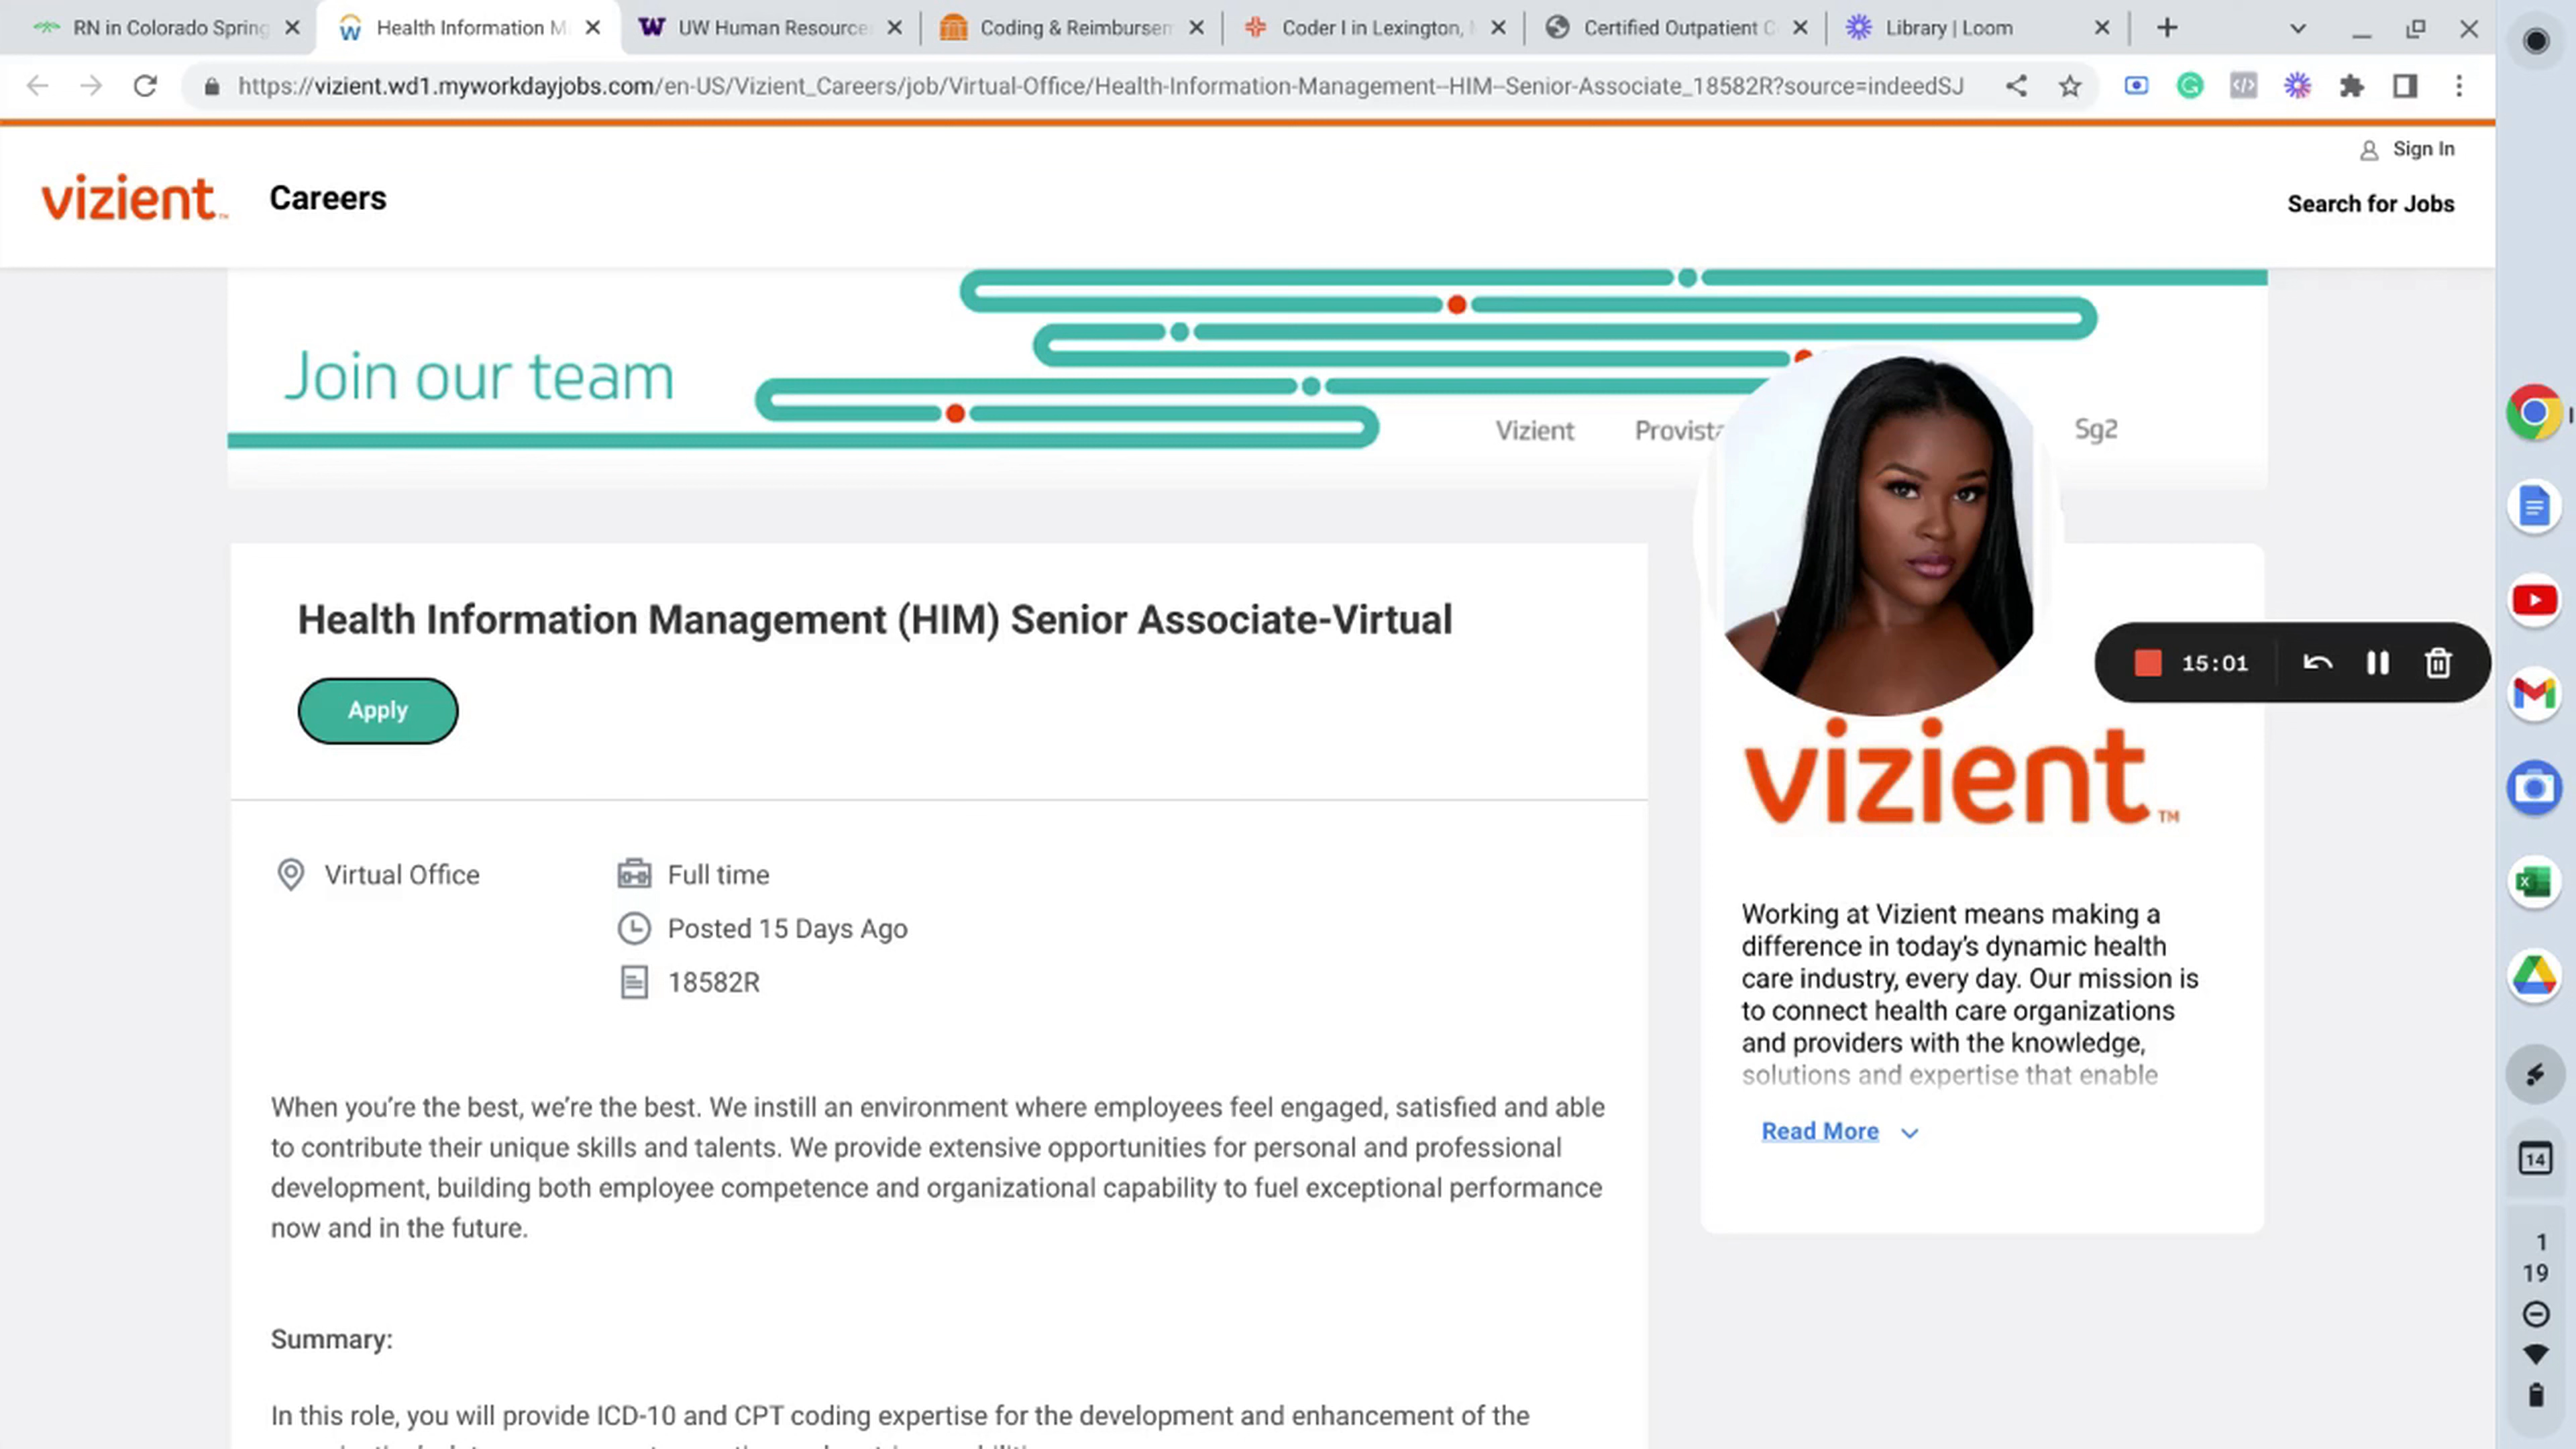 RN in Colorado Spring
Health Information M
UW Human Resource
Coding & Reimbursem
Coder I in Lexington,
Certified Outpatient C
Library | Loom
https://vizient.wd1.myworkdayjobs.com/en-US/Vizient_Careers/job/Virtual-Office/Health-Information-Management--HIM--Senior-Associate_18582R?source=indeedSJ
Sign In
vizient™
Careers
Search for Jobs
Join our team
Vizient
Provista
Sg2
Health Information Management (HIM) Senior Associate-Virtual
15:01
Apply
vizient™
Virtual Office
Full time
Posted 15 Days Ago
18582R
Working at Vizient means making a
difference in today's dynamic health
care industry, every day. Our mission is
to connect health care organizations
and providers with the knowledge,
solutions and expertise that enable
Read More
When you're the best, we're the best. We instill an environment where employees feel engaged, satisfied and able
to contribute their unique skills and talents. We provide extensive opportunities for personal and professional
development, building both employee competence and organizational capability to fuel exceptional performance
now and in the future.
Summary:
In this role, you will provide ICD-10 and CPT coding expertise for the development and enhancement of the
14
1
19